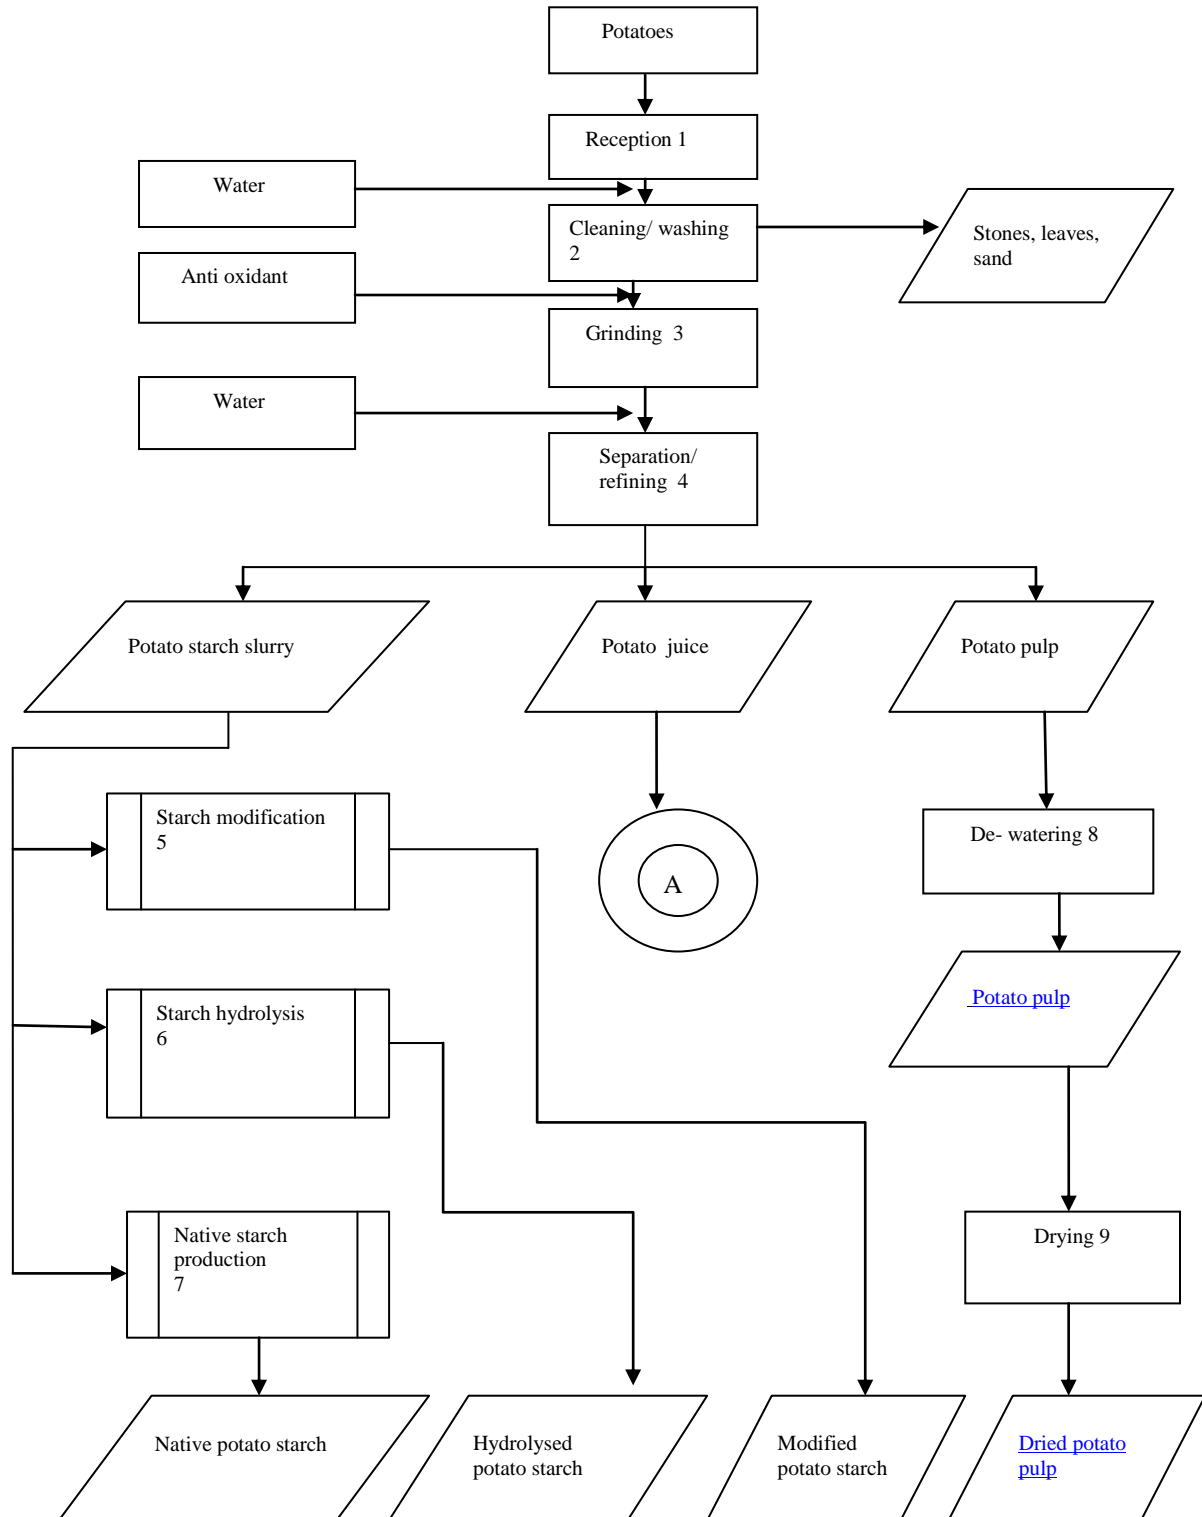 Potatoes
Reception 1
Water
Cleaning/ washing
2
Stones, leaves,
sand
Anti oxidant
Grinding  3
Water
Separation/
refining  4
Potato starch slurry
Potato  juice
Potato pulp
Starch modification
5
A
De- watering 8
Potato pulp
Starch hydrolysis
6
Native starch
production
7
Drying 9
Native potato starch
Hydrolysed
potato starch
Modified
potato starch
Dried potato
pulp